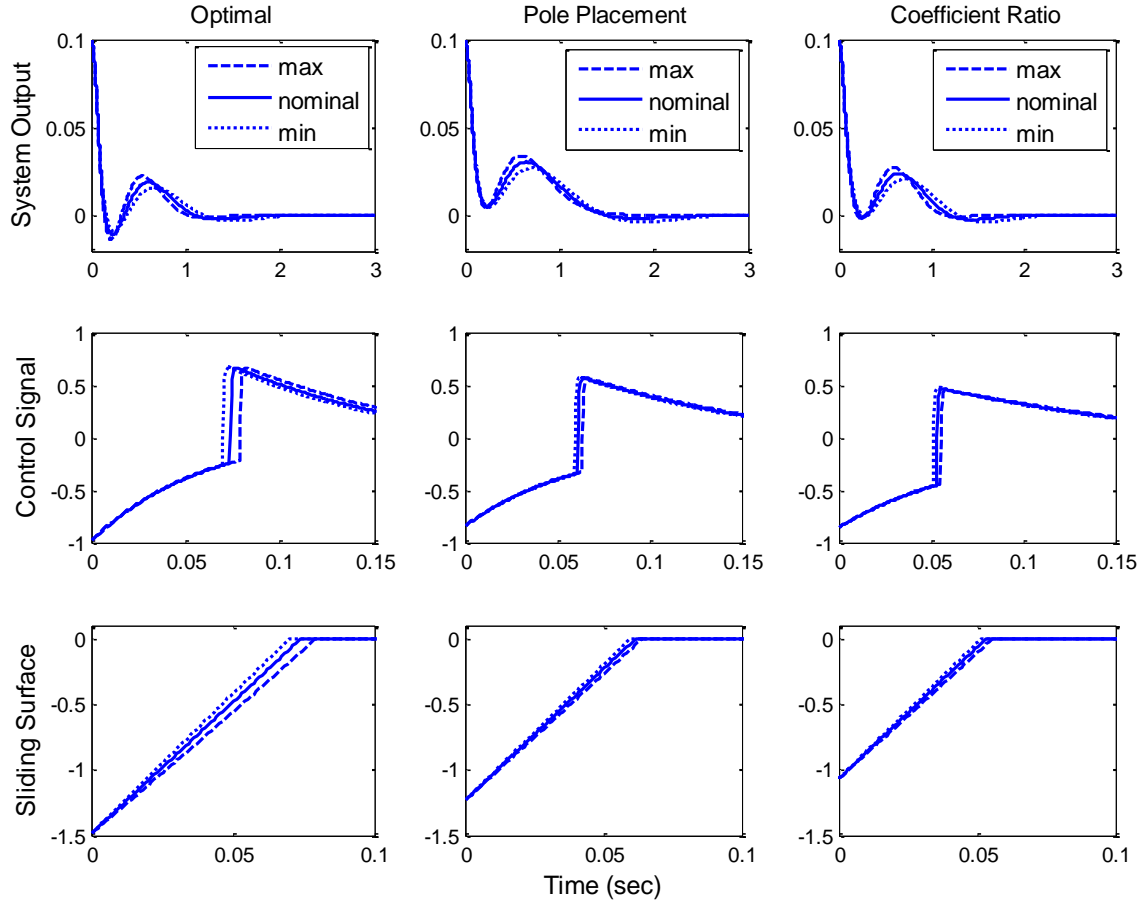 Optimal
Pole Placement
Coefficient Ratio
System Output
0.1
0.05
0
0 1 2 3
max
nominal
min
0.1
0.05
0
0 1 2 3
max
nominal
min
0.1
0.05
0
0 1 2 3
max
nominal
min
Control Signal
1
0.5
0
-0.5
-1
0 0.05 0.1 0.15
1
0.5
0
-0.5
-1
0 0.05 0.1 0.15
1
0.5
0
-0.5
-1
0 0.05 0.1 0.15
Sliding Surface
0
-0.5
-1
-1.5
0 0.05 0.1
0
-0.5
-1
-1.5
0 0.05 0.1
0
-0.5
-1
-1.5
0 0.05 0.1
Time (sec)